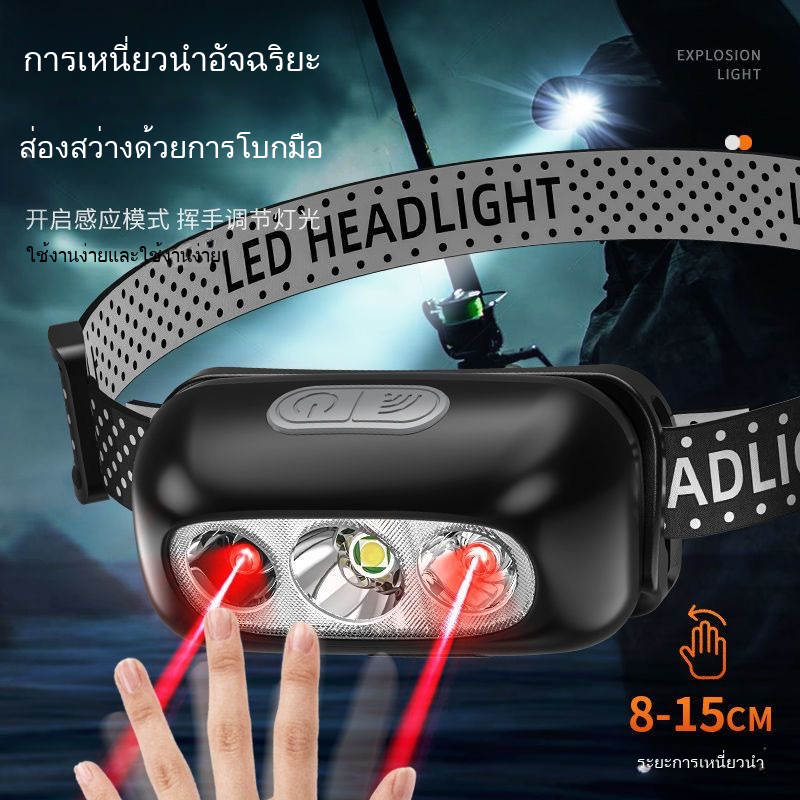 การเหนี่ยวนำอัจฉริยะ
EXPLOSION
LIGHT
ส่องสว่างด้วยการโบกมือ
开启感应模式 挥手调节灯光
ใช้งานง่ายและใช้งานง่าย
LED HEADLIGHT
L
ADLIG
8-15CM
ระยะการเหนี่ยวนำ